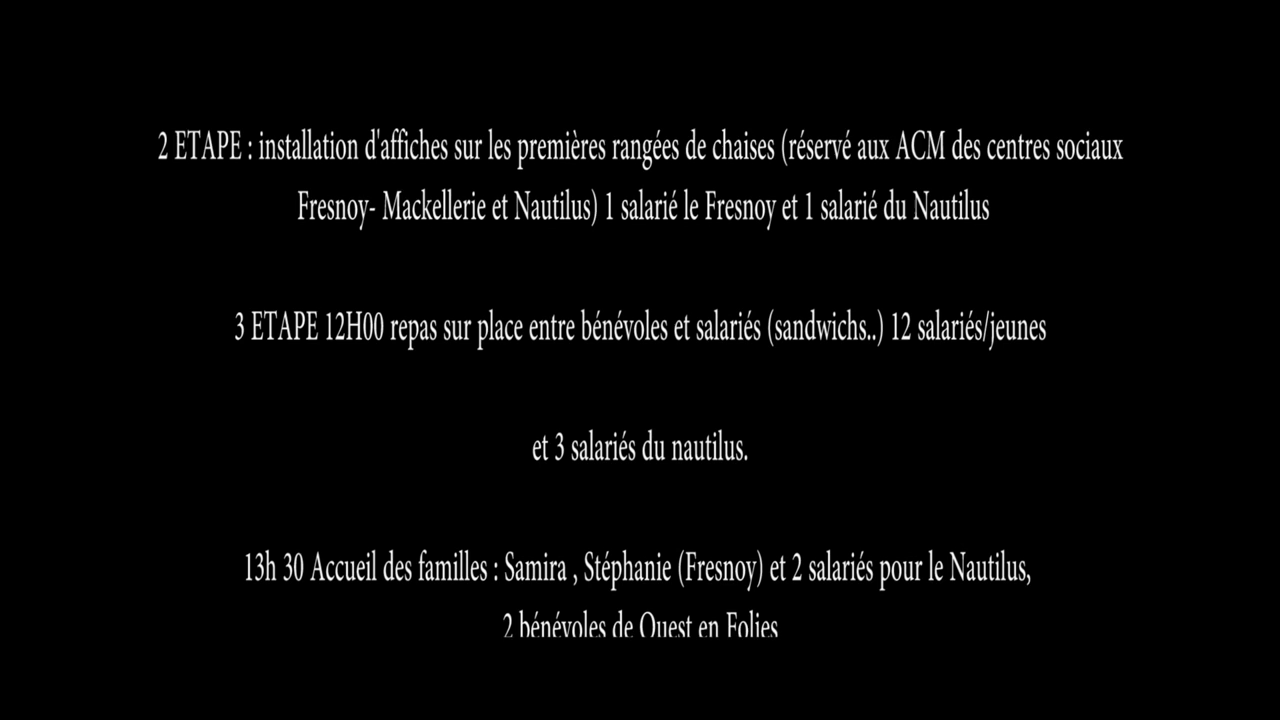 2 ETAPE : installation d'affiches sur les premières rangées de chaises (réservé aux ACM des centres sociaux
Fresnoy- Mackellerie et Nautilus) 1 salarié le Fresnoy et 1 salarié du Nautilus
3 ETAPE 12H00 repas sur place entre bénévoles et salariés (sandwichs..) 12 salariés/jeunes
et 3 salariés du nautilus.
13h 30 Accueil des familles : Samira , Stéphanie (Fresnoy) et 2 salariés pour le Nautilus,
2 bénévoles de Ouest en Folies